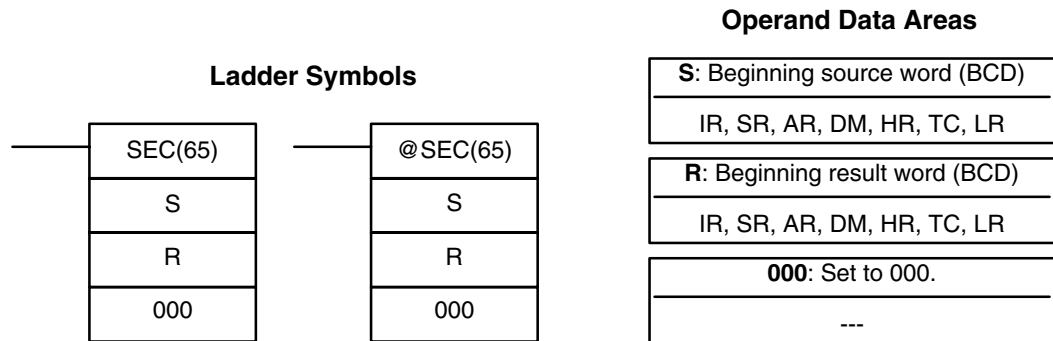 Ladder Symbols
SEC(65)
S
R
000
@SEC(65)
S
R
000
Operand Data Areas
S: Beginning source word (BCD)
IR, SR, AR, DM, HR, TC, LR
R: Beginning result word (BCD)
IR, SR, AR, DM, HR, TC, LR
000: Set to 000.
---